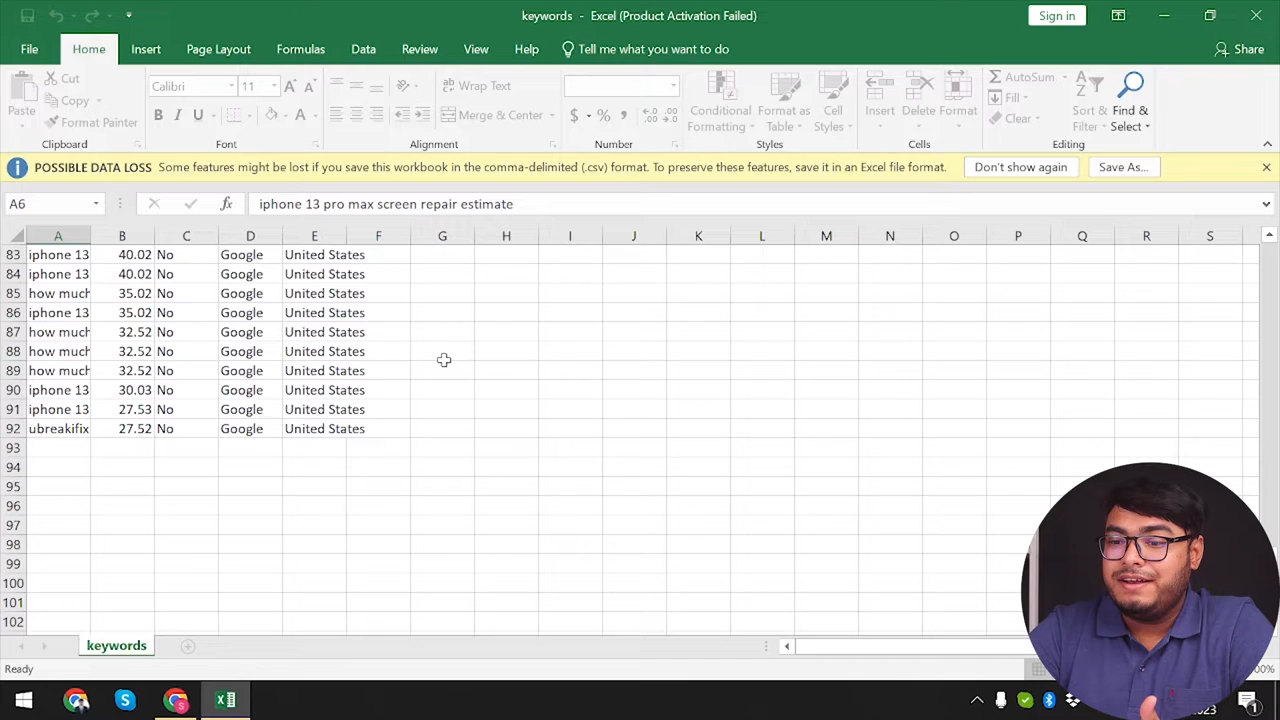 keywords - Excel (Product Activation Failed)
Sign in
File Home Insert Page Layout Formulas Data Review View Help Tell me what you want to do
Share
Paste
Cut
Copy
Format Painter
Clipboard
Calibri 11
B I U
Font
Wrap Text
Merge & Center
Alignment
$ % ,
Number
Conditional Formatting
Format as Table
Cell Styles
Styles
Insert
Delete
Format
Cells
AutoSum
Fill
Clear
Sort & Filter
Find & Select
Editing
POSSIBLE DATA LOSS Some features might be lost if you save this workbook in the comma-delimited (.csv) format. To preserve these features, save it in an Excel file format. Don't show again Save As...
A6 fx iphone 13 pro max screen repair estimate
A B C D E F G H I J K L M N O P Q R S
83 iphone 13 40.02 No Google United States
84 iphone 13 40.02 No Google United States
85 how much 35.02 No Google United States
86 iphone 13 35.02 No Google United States
87 how much 32.52 No Google United States
88 how much 32.52 No Google United States
89 how much 32.52 No Google United States
90 iphone 13 30.03 No Google United States
91 iphone 13 27.53 No Google United States
92 ubreakifix 27.52 No Google United States
93
94
95
96
97
98
99
100
101
102
keywords
Ready